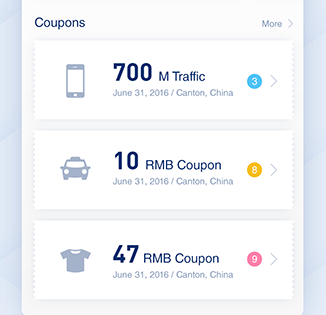 Coupons More
700 M Traffic
3
June 31, 2016 / Canton, China
10 RMB Coupon
8
June 31, 2016 / Canton, China
47 RMB Coupon
9
June 31, 2016 / Canton, China